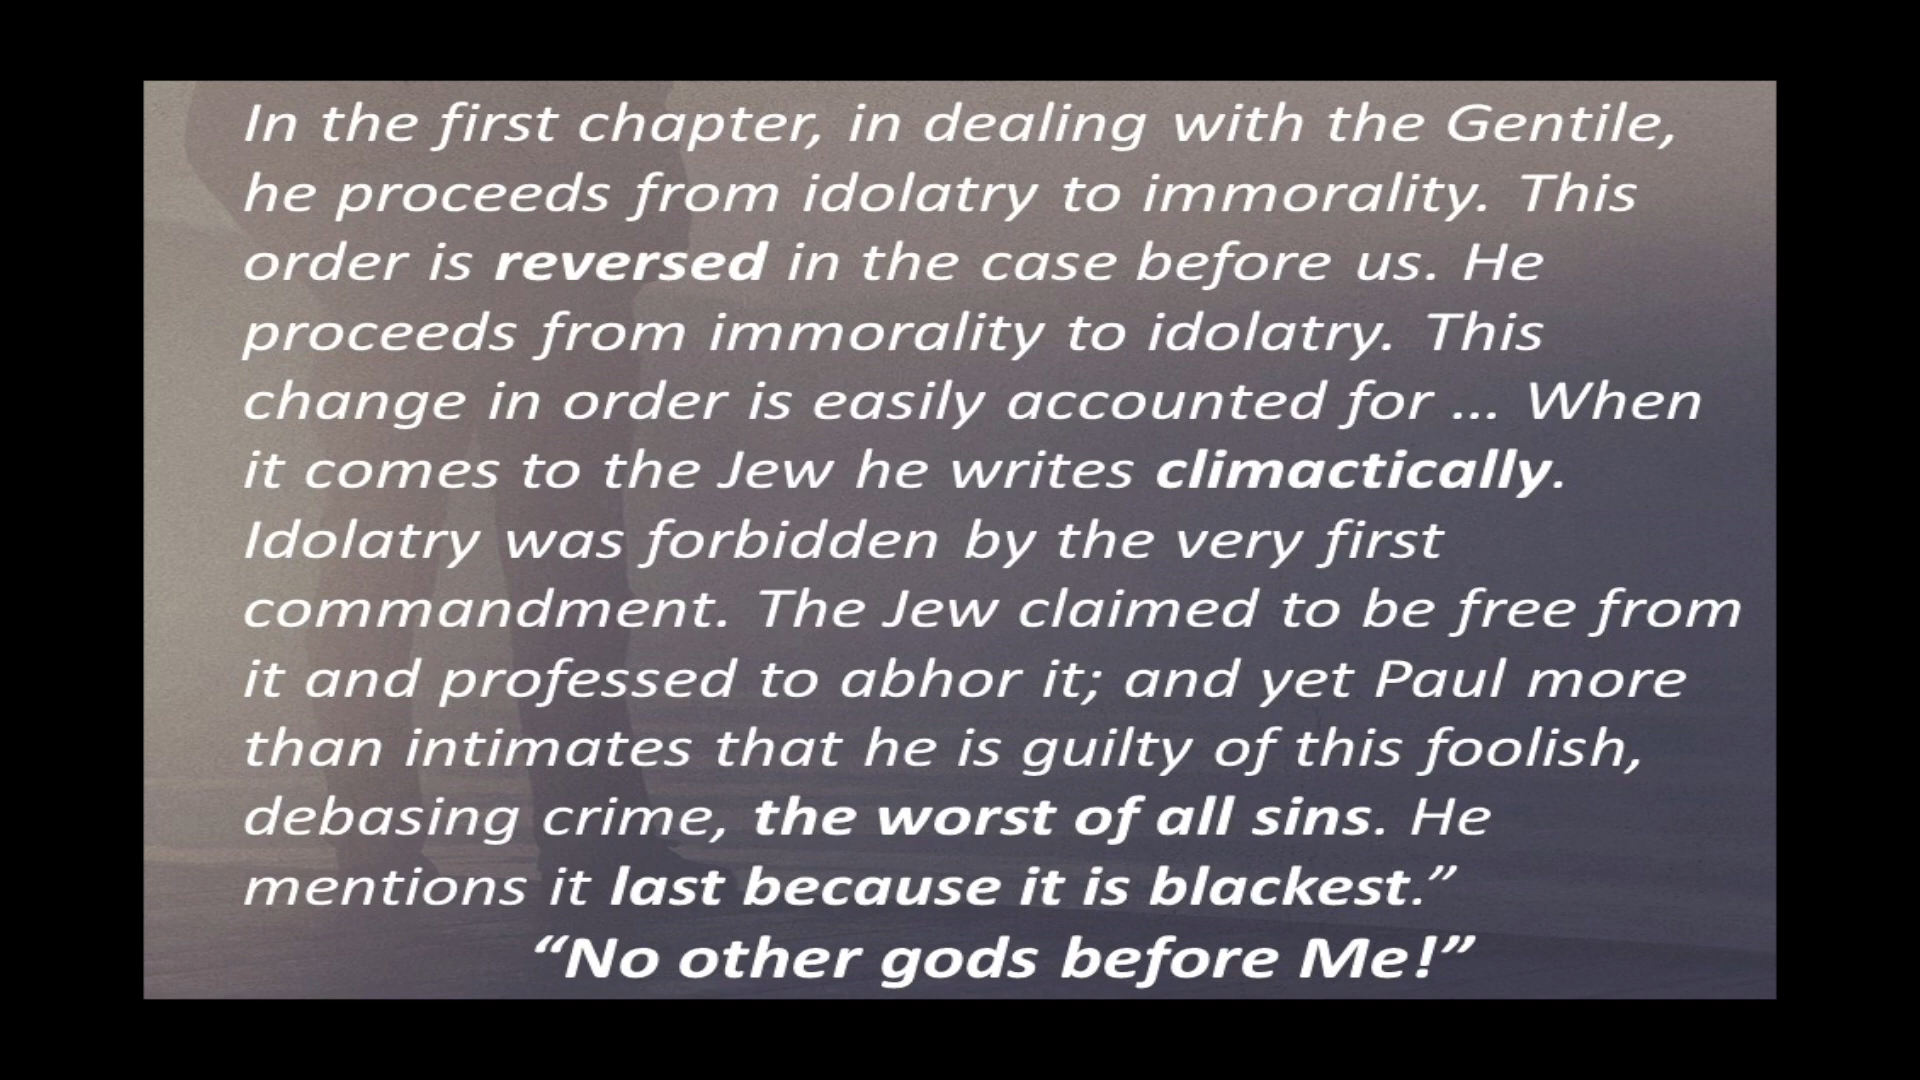 In the first chapter, in dealing with the Gentile,
he proceeds from idolatry to immorality. This
order is reversed in the case before us. He
proceeds from immorality to idolatry. This
change in order is easily accounted for ... When
it comes to the Jew he writes climactically.
Idolatry was forbidden by the very first
commandment. The Jew claimed to be free from
it and professed to abhor it; and yet Paul more
than intimates that he is guilty of this foolish,
debasing crime, the worst of all sins. He
mentions it last because it is blackest.”
“No other gods before Me!”